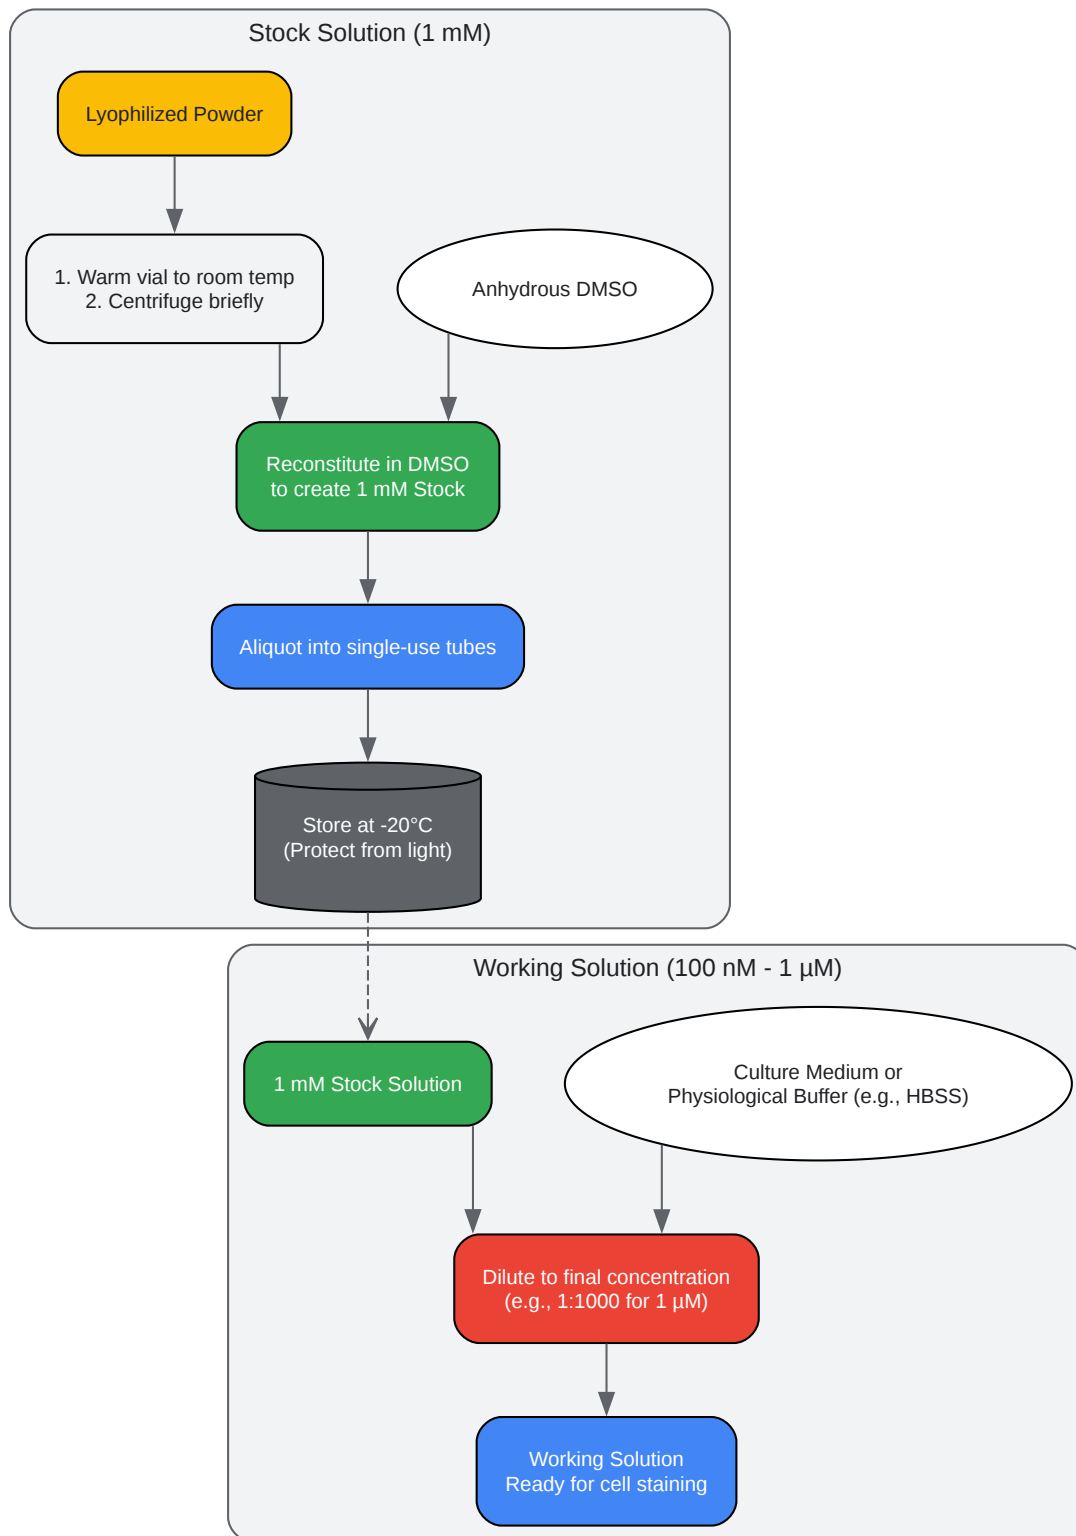 Stock Solution (1 mM)
Lyophilized Powder
1. Warm vial to room temp
2. Centrifuge briefly
Anhydrous DMSO
Reconstitute in DMSO
to create 1 mM Stock
Aliquot into single-use tubes
Store at -20°C
(Protect from light)
Working Solution (100 nM - 1 µM)
1 mM Stock Solution
Culture Medium or
Physiological Buffer (e.g., HBSS)
Dilute to final concentration
(e.g., 1:1000 for 1 µM)
Working Solution
Ready for cell staining